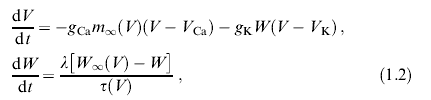 dV/dt = −g_Ca m_∞(V)(V − V_Ca) − g_K W(V − V_K) ,
dW/dt = λ[W_∞(V) − W]/τ(V) , (1.2)